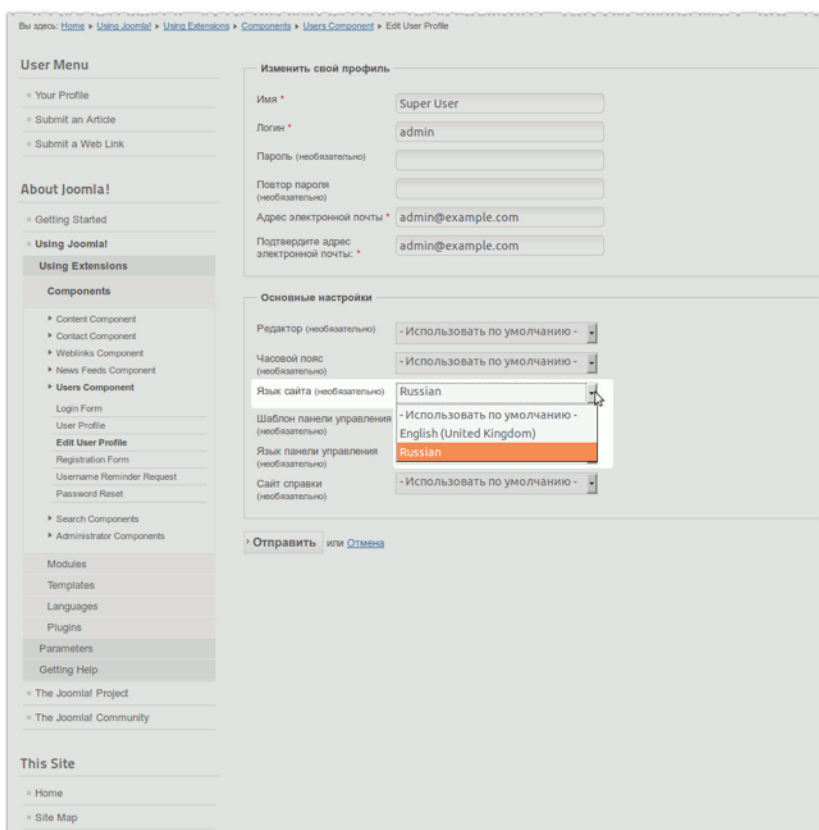 Вы здесь: Home ▸ Using Joomla! ▸ Using Extensions ▸ Components ▸ Users Component ▸ Edit User Profile
User Menu
Your Profile
Submit an Article
Submit a Web Link
About Joomla!
Getting Started
Using Joomla!
Using Extensions
Components
Content Component
Contact Component
Weblinks Component
News Feeds Component
Users Component
Login Form
User Profile
Edit User Profile
Registration Form
Username Reminder Request
Password Reset
Search Components
Administrator Components
Modules
Templates
Languages
Plugins
Parameters
Getting Help
The Joomla! Project
The Joomla! Community
This Site
Home
Site Map
Изменить свой профиль
Имя * Super User
Логин * admin
Пароль (необязательно)
Повтор пароля
(необязательно)
Адрес электронной почты * admin@example.com
Подтвердите адрес
электронной почты: * admin@example.com
Основные настройки
Редактор (необязательно) - Использовать по умолчанию -
Часовой пояс
(необязательно) - Использовать по умолчанию -
Язык сайта (необязательно) Russian
- Использовать по умолчанию -
English (United Kingdom)
Russian
Шаблон панели управления
(необязательно)
Язык панели управления
(необязательно)
Сайт справки
(необязательно) - Использовать по умолчанию -
Отправить или Отмена